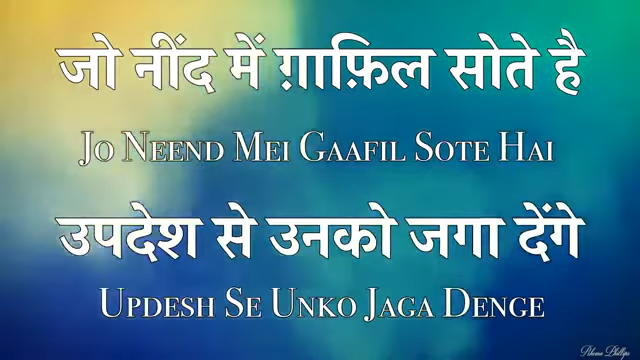 जो नींद में ग़ाफ़िल सोते है
Jo Neend Mei Gaafil Sote Hai
उपदेश से उनको जगा देंगे
Updesh Se Unko Jaga Denge